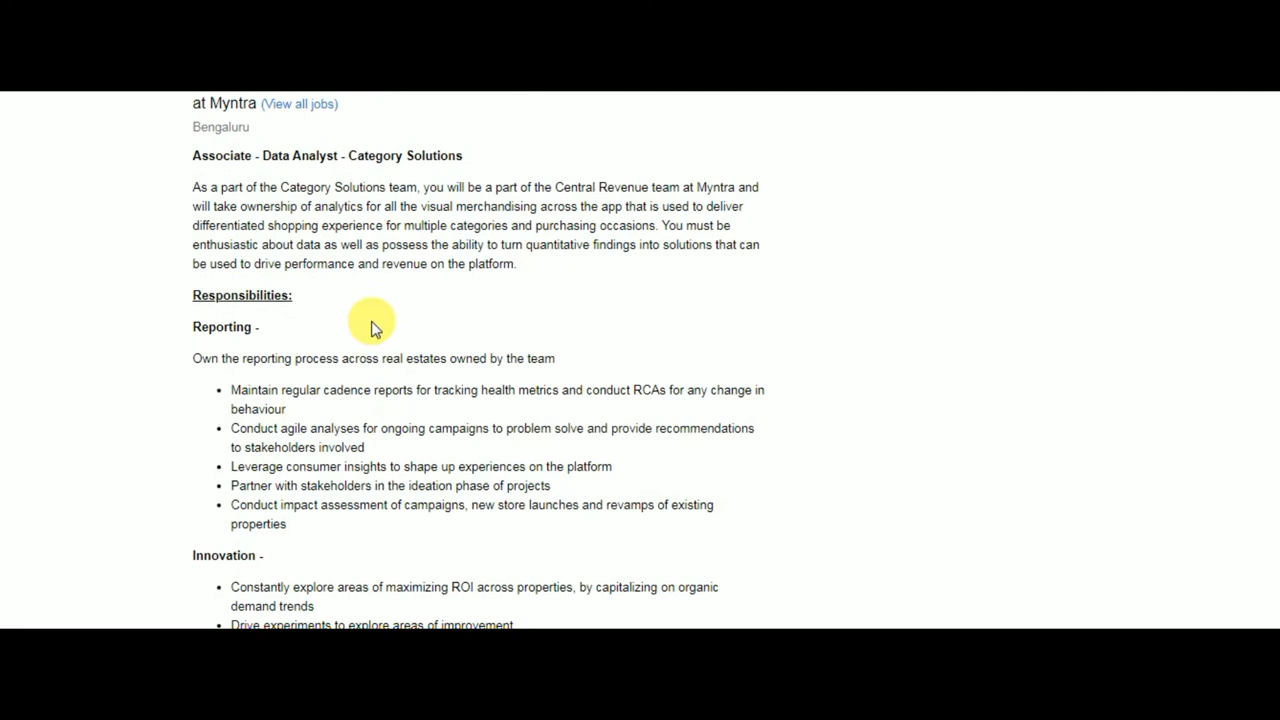 at Myntra (View all jobs)
Bengaluru
Associate - Data Analyst - Category Solutions
As a part of the Category Solutions team, you will be a part of the Central Revenue team at Myntra and
will take ownership of analytics for all the visual merchandising across the app that is used to deliver
differentiated shopping experience for multiple categories and purchasing occasions. You must be
enthusiastic about data as well as possess the ability to turn quantitative findings into solutions that can
be used to drive performance and revenue on the platform.
Responsibilities:
Reporting -
Own the reporting process across real estates owned by the team
• Maintain regular cadence reports for tracking health metrics and conduct RCAs for any change in
behaviour
• Conduct agile analyses for ongoing campaigns to problem solve and provide recommendations
to stakeholders involved
• Leverage consumer insights to shape up experiences on the platform
• Partner with stakeholders in the ideation phase of projects
• Conduct impact assessment of campaigns, new store launches and revamps of existing
properties
Innovation -
• Constantly explore areas of maximizing ROI across properties, by capitalizing on organic
demand trends
• Drive experiments to explore areas of improvement